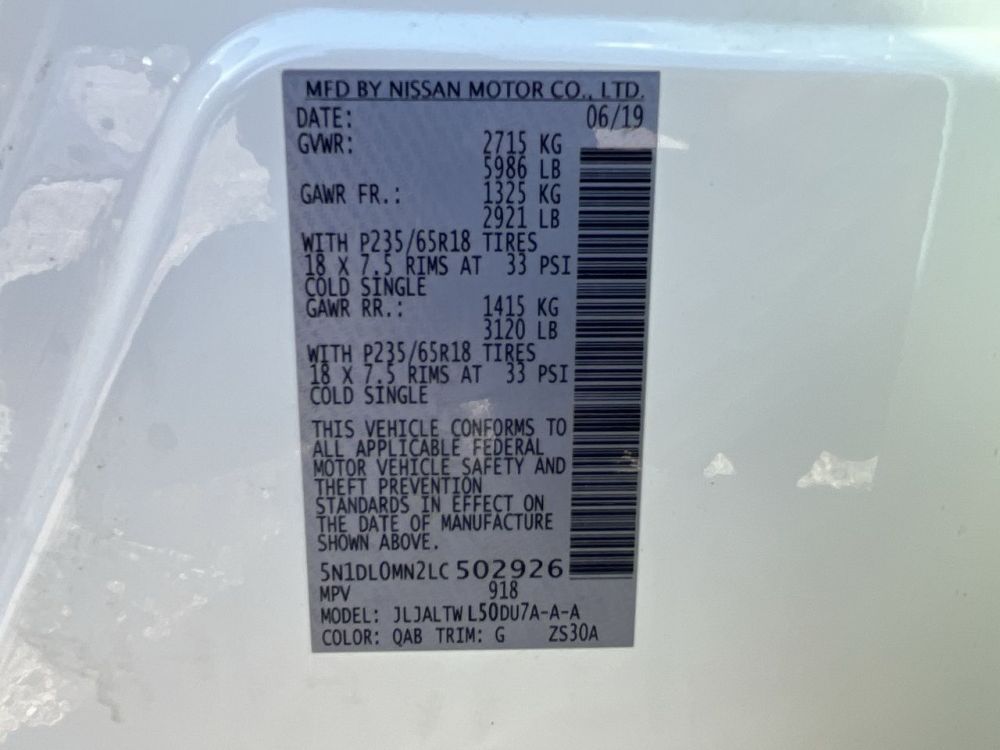 MFD BY NISSAN MOTOR CO., LTD.
DATE: 06/19
GVWR: 2715 KG
5986 LB
GAWR FR.: 1325 KG
2921 LB
WITH P235/65R18 TIRES
18 X 7.5 RIMS AT 33 PSI
COLD SINGLE
GAWR RR.: 1415 KG
3120 LB
WITH P235/65R18 TIRES
18 X 7.5 RIMS AT 33 PSI
COLD SINGLE
THIS VEHICLE CONFORMS TO
ALL APPLICABLE FEDERAL
MOTOR VEHICLE SAFETY AND
THEFT PREVENTION
STANDARDS IN EFFECT ON
THE DATE OF MANUFACTURE
SHOWN ABOVE.
5N1DL0MN2LC 502926
MPV 918
MODEL: JLJALTWL50DU7A-A-A
COLOR: QAB TRIM: G ZS30A